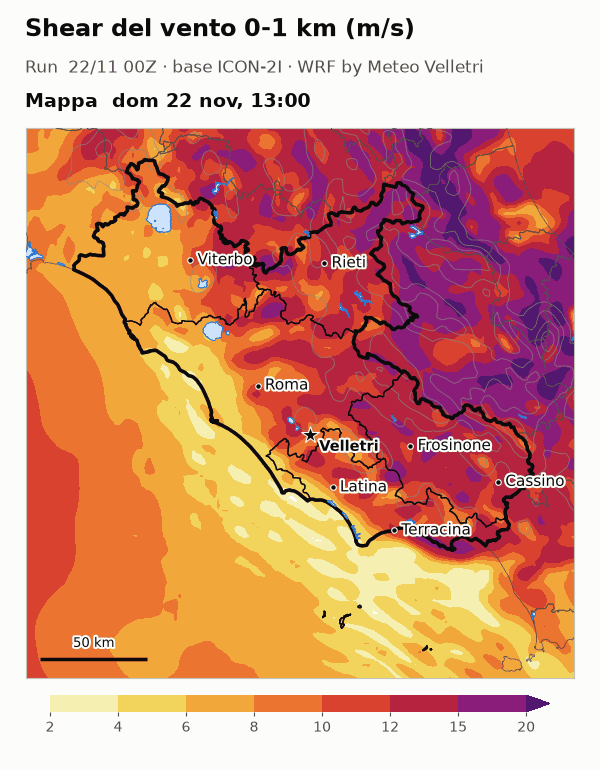 Shear del vento 0-1 km (m/s)
Run 22/11 00Z · base ICON-2I · WRF by Meteo Velletri
Mappa dom 22 nov, 13:00
Viterbo
Rieti
Roma
Velletri
Frosinone
Cassino
Latina
Terracina
50 km
2 4 6 8 10 12 15 20